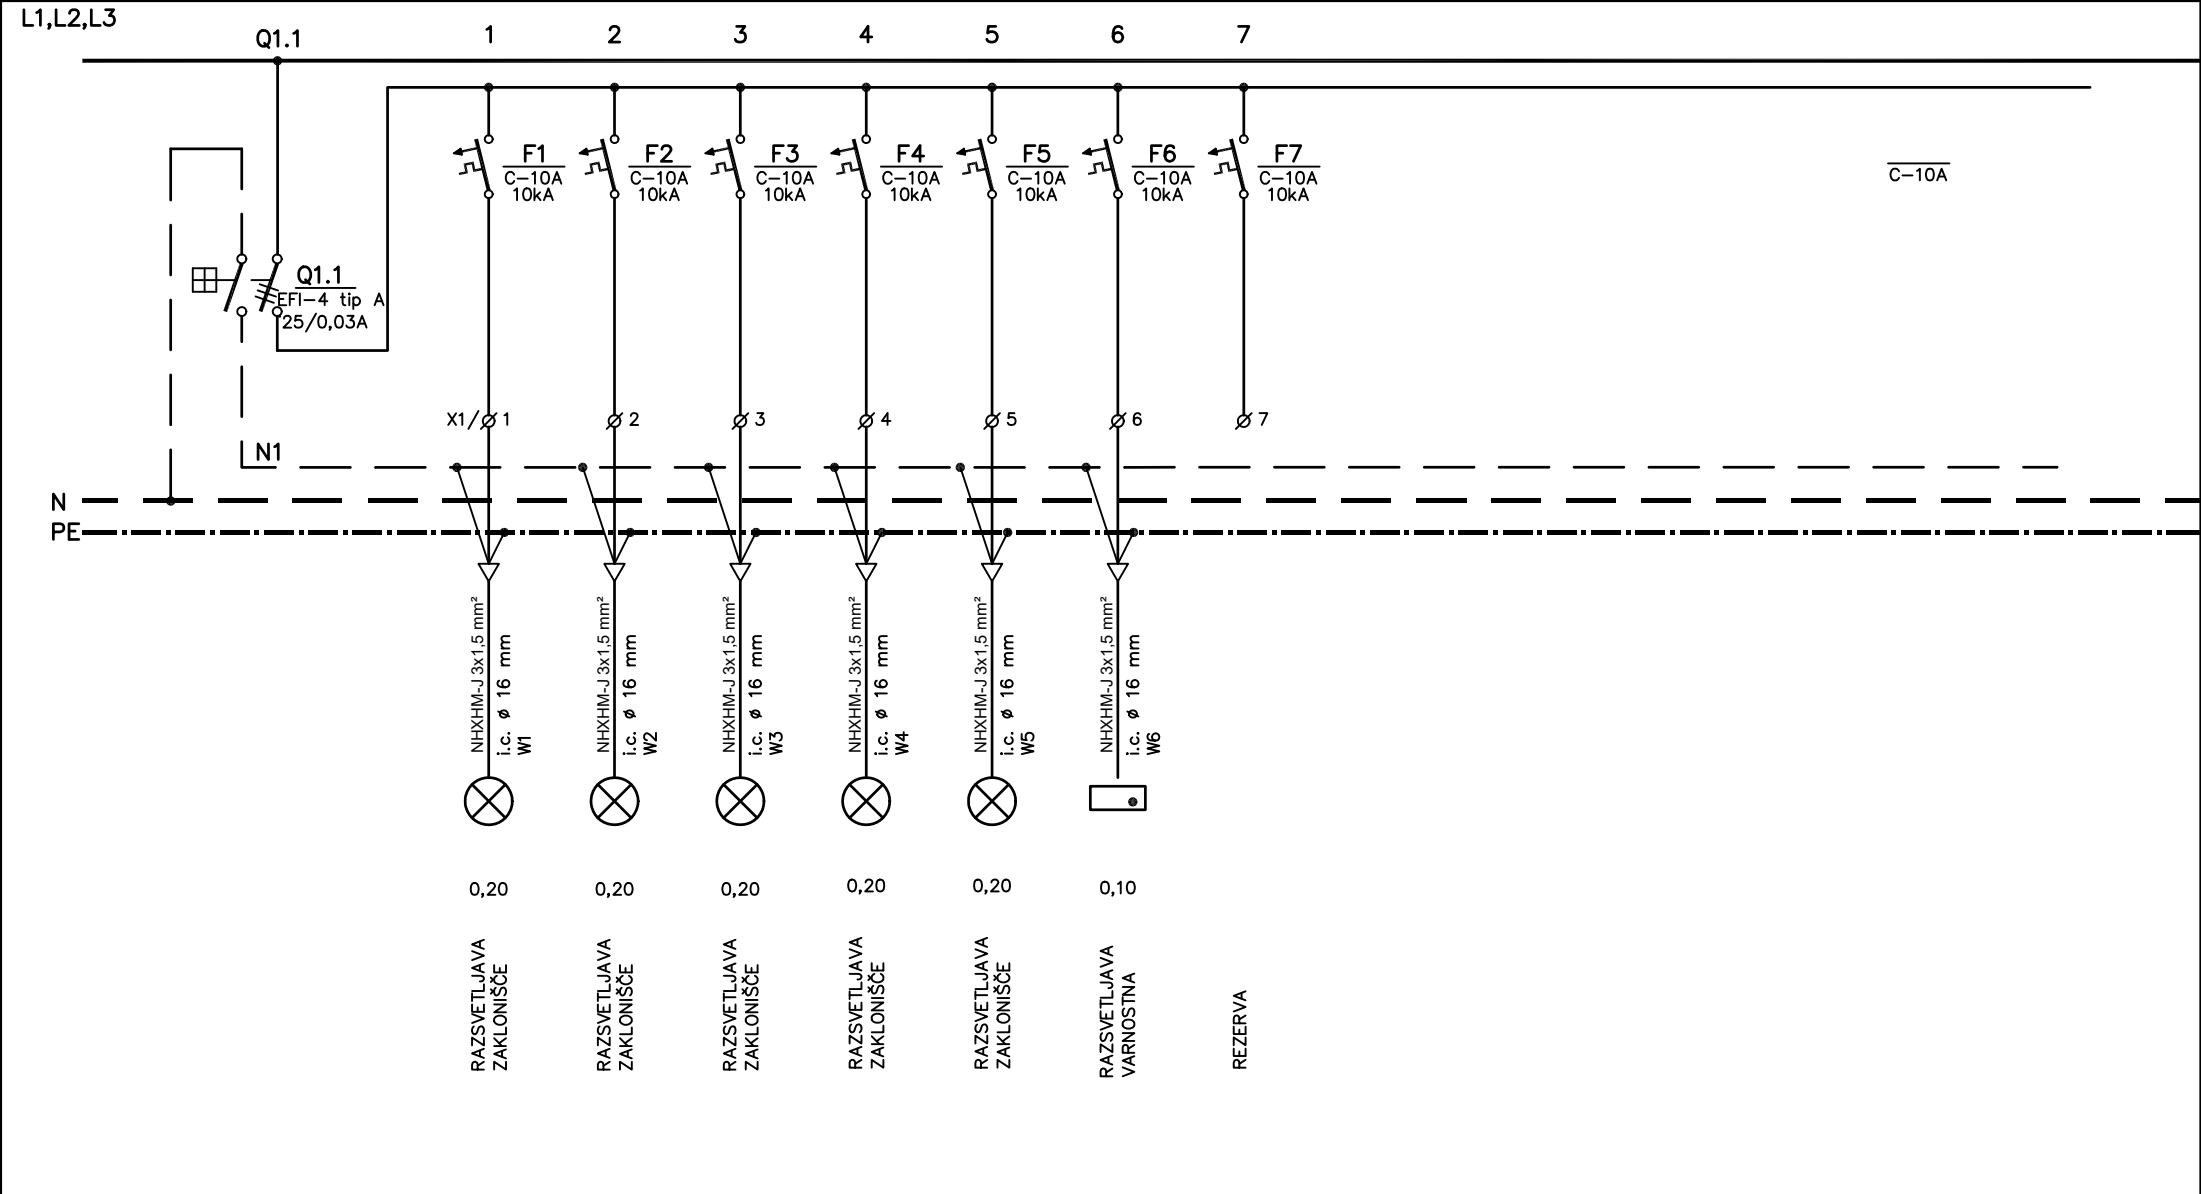 L1,L2,L3
Q1.1
1
2
3
4
5
6
7
F1
C-10A
10kA
F2
C-10A
10kA
F3
C-10A
10kA
F4
C-10A
10kA
F5
C-10A
10kA
F6
C-10A
10kA
F7
C-10A
10kA
C-10A
Q1.1
EFI-4 tip A
25/0,03A
X1/ 1
2
3
4
5
6
7
N1
N
PE
NHXHM-J 3x1,5 mm²
i.c. ø 16 mm
W1
NHXHM-J 3x1,5 mm²
i.c. ø 16 mm
W2
NHXHM-J 3x1,5 mm²
i.c. ø 16 mm
W3
NHXHM-J 3x1,5 mm²
i.c. ø 16 mm
W4
NHXHM-J 3x1,5 mm²
i.c. ø 16 mm
W5
NHXHM-J 3x1,5 mm²
i.c. ø 16 mm
W6
0,20
0,20
0,20
0,20
0,20
0,10
RAZSVETLJAVA
ZAKLONIŠČE
RAZSVETLJAVA
ZAKLONIŠČE
RAZSVETLJAVA
ZAKLONIŠČE
RAZSVETLJAVA
ZAKLONIŠČE
RAZSVETLJAVA
ZAKLONIŠČE
RAZSVETLJAVA
VARNOSTNA
REZERVA